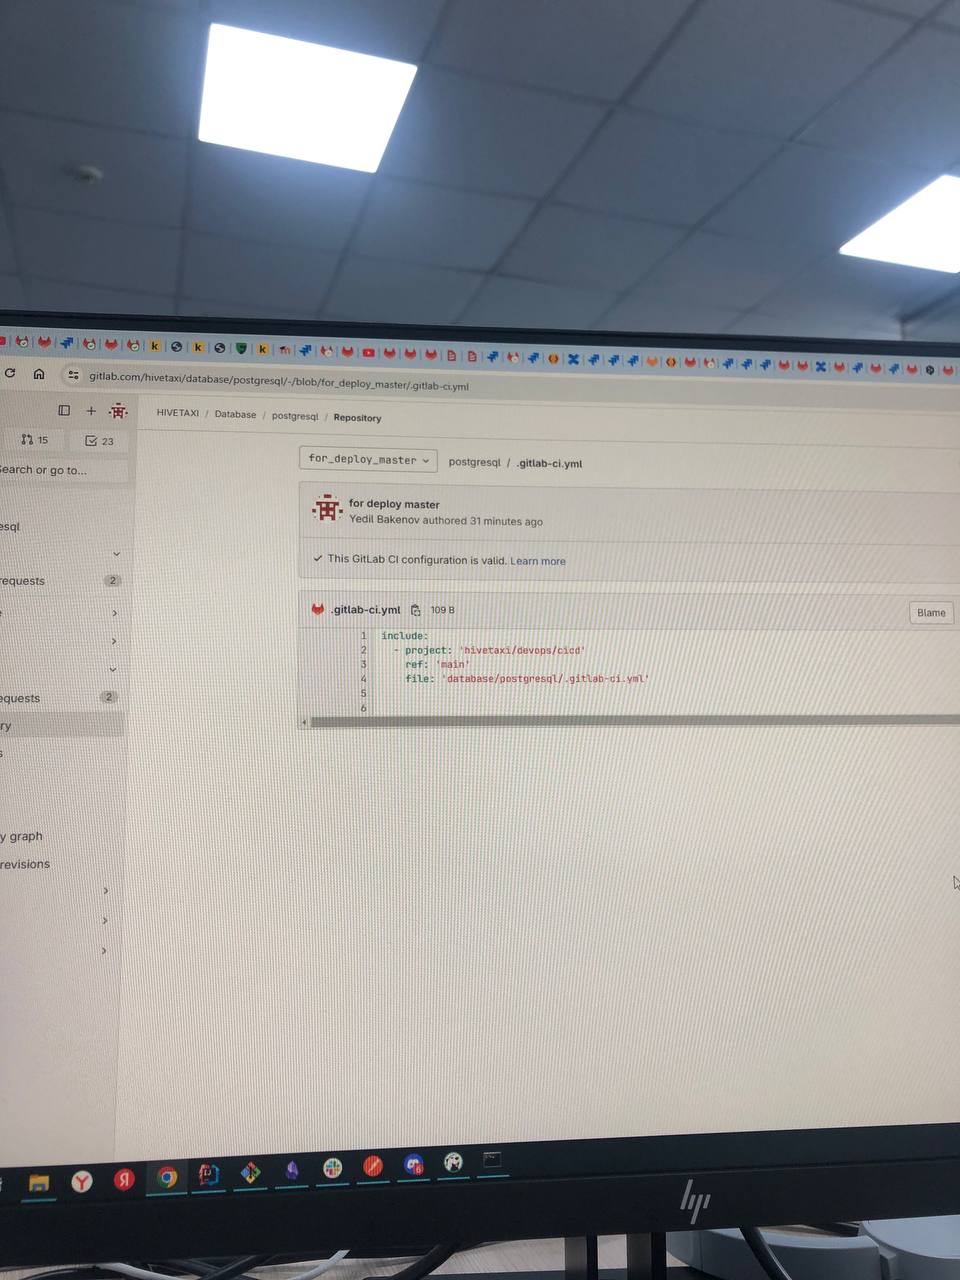 gitlab.com/hivetaxi/database/postgresql/-/blob/for_deploy_master/.gitlab-ci.yml
HIVETAXI / Database / postgresql / Repository
15
23
Search or go to...
for_deploy_master
postgresql / .gitlab-ci.yml
for deploy master
Yedil Bakenov authored 31 minutes ago
esql
This GitLab CI configuration is valid. Learn more
requests 2
.gitlab-ci.yml 109 B
Blame
1 include:
2 - project: 'hivetaxi/devops/cicd'
3 ref: 'main'
4 file: 'database/postgresql/.gitlab-ci.yml'
5
6
equests 2
ry
s
y graph
revisions
hp